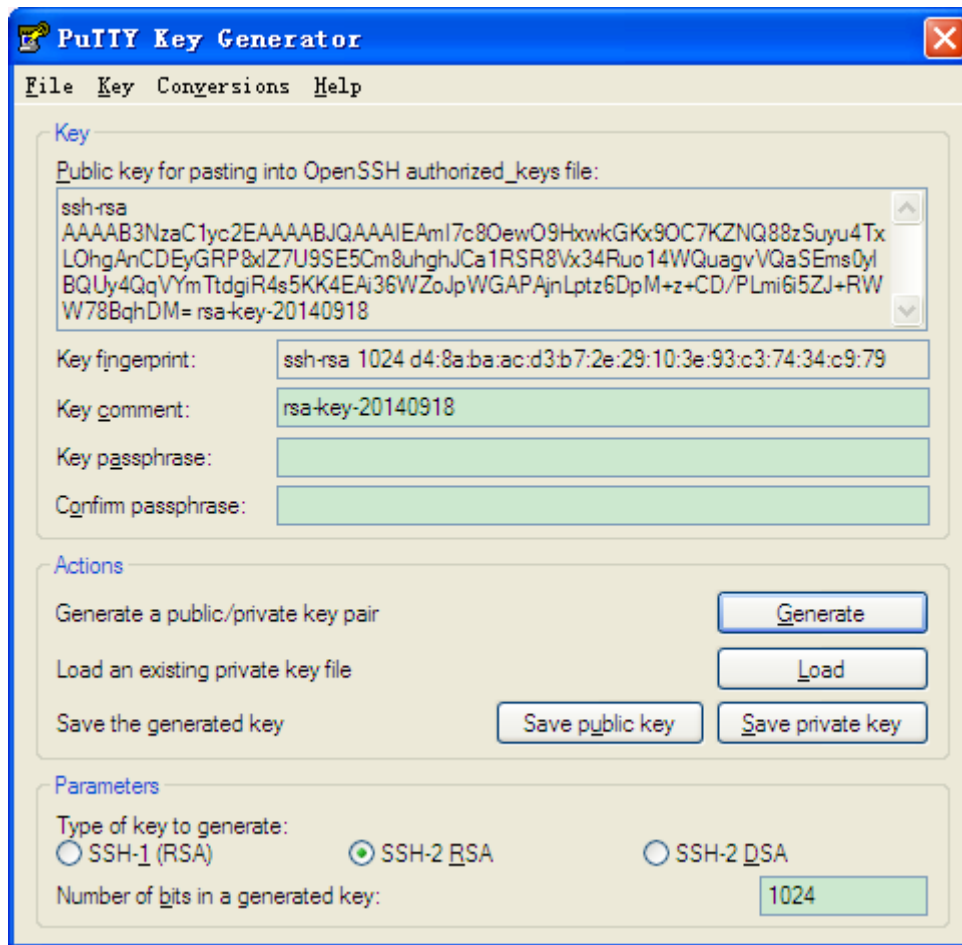 PuTTY Key Generator
File Key Conversions Help
Key
Public key for pasting into OpenSSH authorized_keys file:
ssh-rsa
AAAAB3NzaC1yc2EAAAABJQAAAIEAmI7c8OewO9HxwkGKx9OC7KZNQ88zSuyu4Tx
LOhgAnCDEyGRP8xIZ7U9SE5Cm8uhghJCa1RSR8Vx34Ruo14WQuagvVQaSEms0yI
BQUy4QqVYmTtdgiR4s5KK4EAi36WZoJpWGAPAjnLptz6DpM+z+CD/PLmi6i5ZJ+RW
W78BqhDM= rsa-key-20140918
Key fingerprint:
ssh-rsa 1024 d4:8a:ba:ac:d3:b7:2e:29:10:3e:93:c3:74:34:c9:79
Key comment:
rsa-key-20140918
Key passphrase:
Confirm passphrase:
Actions
Generate a public/private key pair
Generate
Load an existing private key file
Load
Save the generated key
Save public key
Save private key
Parameters
Type of key to generate:
SSH-1 (RSA)
SSH-2 RSA
SSH-2 DSA
Number of bits in a generated key:
1024